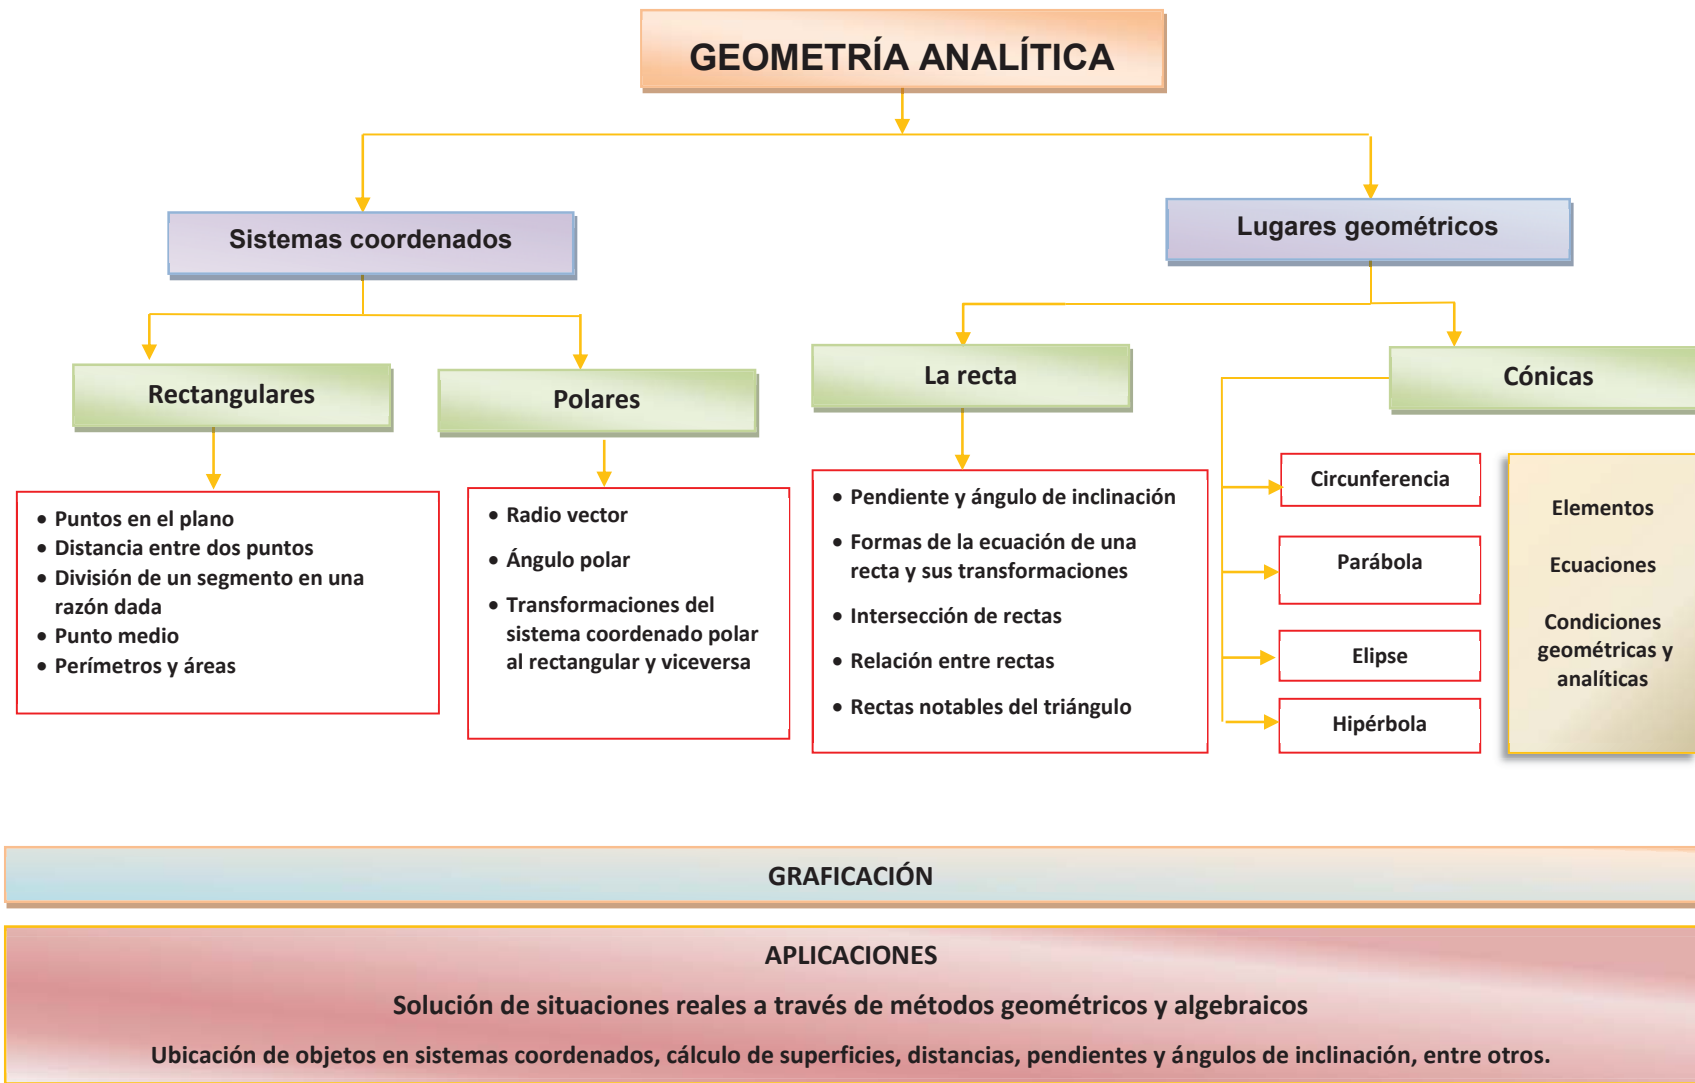 GEOMETRÍA ANALÍTICA
Sistemas coordenados
Lugares geométricos
Rectangulares
Polares
La recta
Cónicas
• Puntos en el plano
• Distancia entre dos puntos
• División de un segmento en una
razón dada
• Punto medio
• Perímetros y áreas
• Radio vector
• Ángulo polar
• Transformaciones del
sistema coordenado polar
al rectangular y viceversa
• Pendiente y ángulo de inclinación
• Formas de la ecuación de una
recta y sus transformaciones
• Intersección de rectas
• Relación entre rectas
• Rectas notables del triángulo
Circunferencia
Parábola
Elipse
Hipérbola
Elementos
Ecuaciones
Condiciones
geométricas y
analíticas
GRAFICACIÓN
APLICACIONES
Solución de situaciones reales a través de métodos geométricos y algebraicos
Ubicación de objetos en sistemas coordenados, cálculo de superficies, distancias, pendientes y ángulos de inclinación, entre otros.